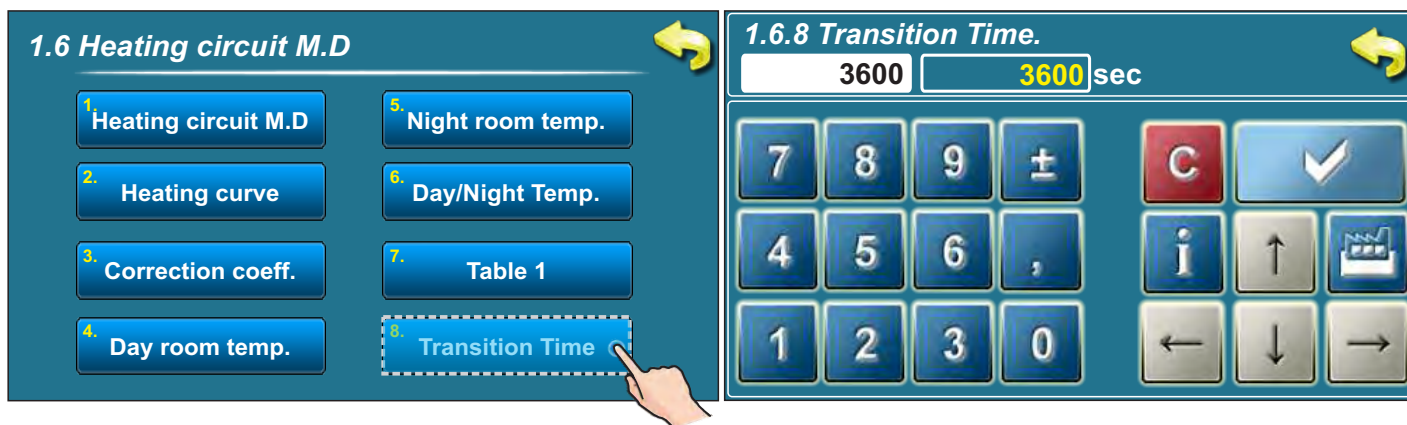 1.6 Heating circuit M.D
1. Heating circuit M.D
2. Heating curve
3. Correction coeff.
4. Day room temp.
5. Night room temp.
6. Day/Night Temp.
7. Table 1
8. Transition Time
1.6.8 Transition Time.
3600 3600 sec
7 8 9 ± C
4 5 6 , i ↑
1 2 3 0 ← ↓ →